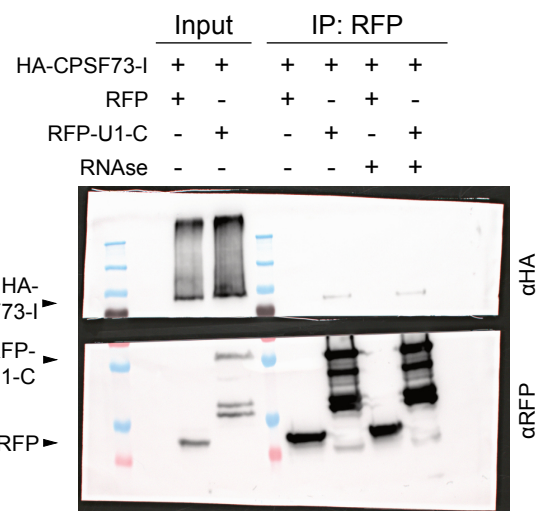 Input IP: RFP
HA-CPSF73-I + + + + + +
RFP + - + - + -
RFP-U1-C - + - + - +
RNAse - - - - + +
HA-
73-I
αHA
FP-
1-C
RFP
αRFP